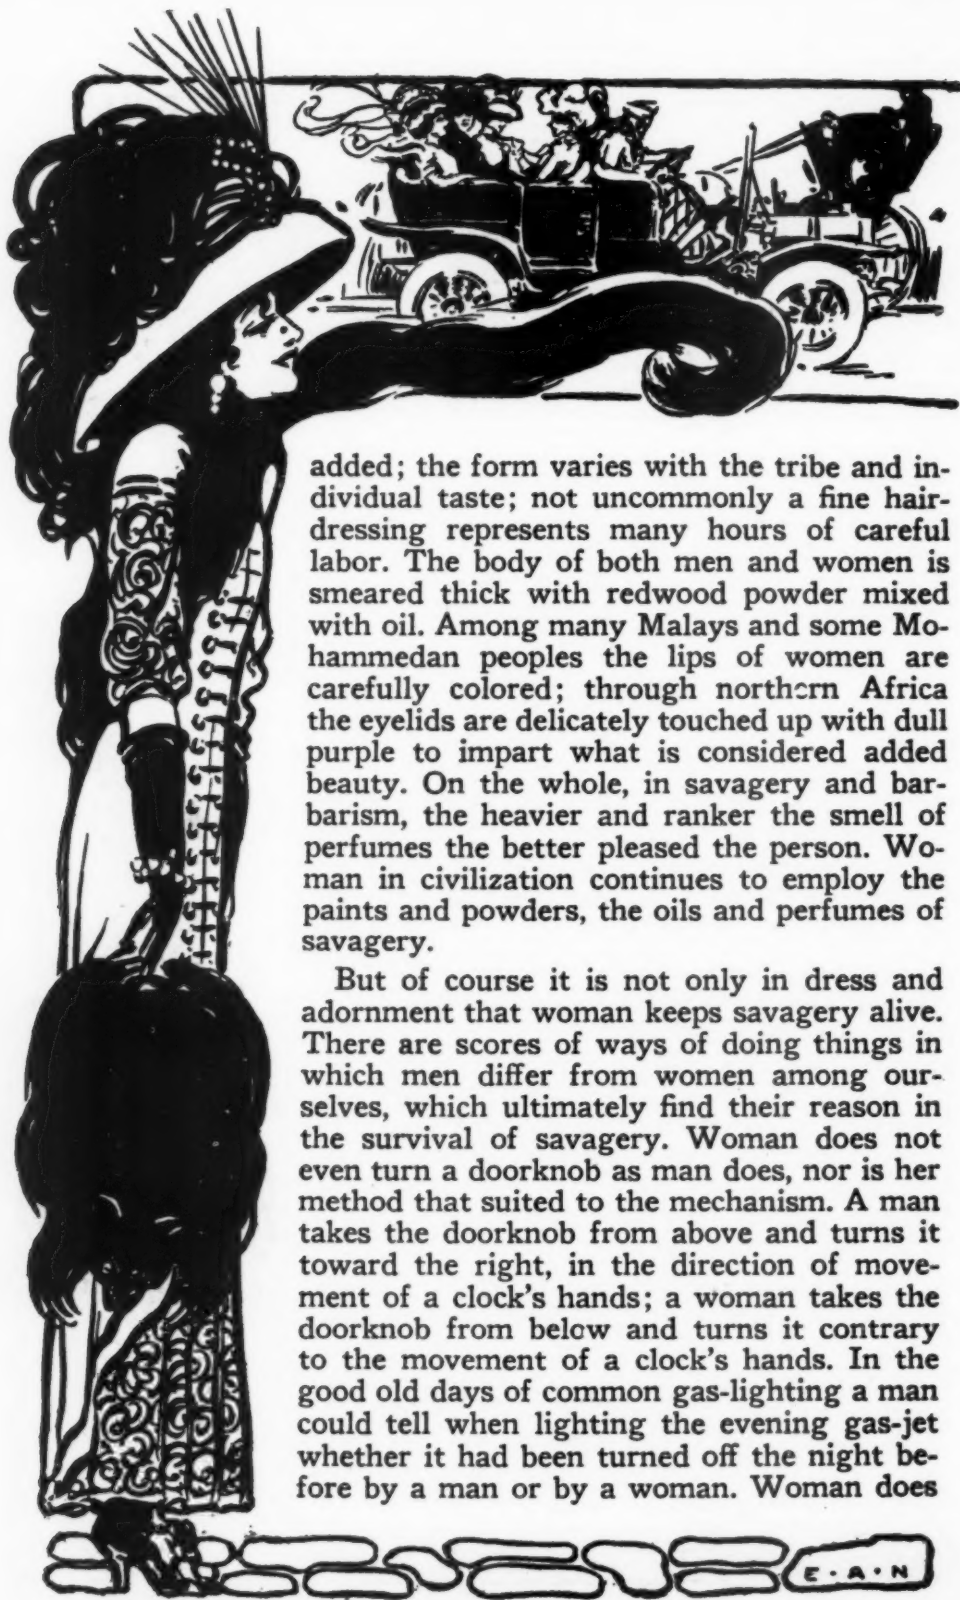 added; the form varies with the tribe and in-
dividual taste; not uncommonly a fine hair-
dressing represents many hours of careful
labor. The body of both men and women is
smeared thick with redwood powder mixed
with oil. Among many Malays and some Mo-
hammedan peoples the lips of women are
carefully colored; through northern Africa
the eyelids are delicately touched up with dull
purple to impart what is considered added
beauty. On the whole, in savagery and bar-
barism, the heavier and ranker the smell of
perfumes the better pleased the person. Wo-
man in civilization continues to employ the
paints and powders, the oils and perfumes of
savagery.
But of course it is not only in dress and
adornment that woman keeps savagery alive.
There are scores of ways of doing things in
which men differ from women among our-
selves, which ultimately find their reason in
the survival of savagery. Woman does not
even turn a doorknob as man does, nor is her
method that suited to the mechanism. A man
takes the doorknob from above and turns it
toward the right, in the direction of move-
ment of a clock's hands; a woman takes the
doorknob from below and turns it contrary
to the movement of a clock's hands. In the
good old days of common gas-lighting a man
could tell when lighting the evening gas-jet
whether it had been turned off the night be-
fore by a man or by a woman. Woman does
E·A·N